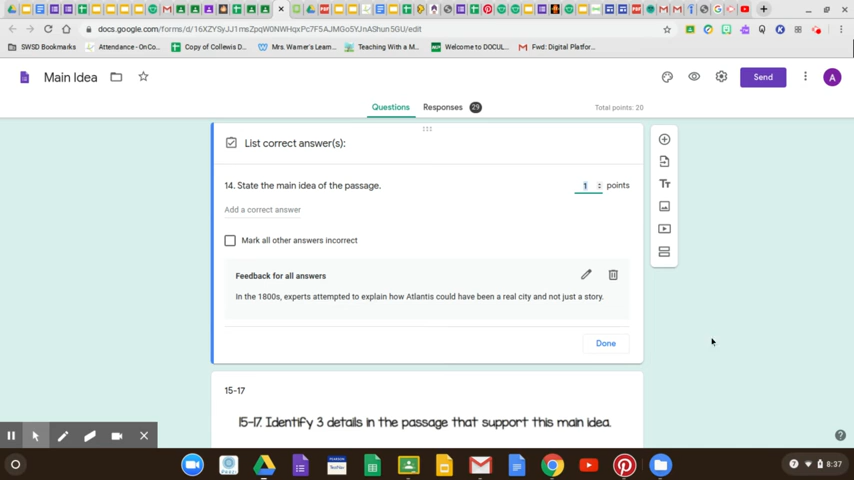 docs.google.com/forms/d/16XZYSyJJ1msZpqW0NWHqxPc7F5AJMGo5YJnAShun5GU/edit
SWSD Bookmarks
Attendance - OnCo...
Copy of Collewis D...
Mrs. Warner's Learn...
Teaching With a M...
Welcome to DOCUL...
Fwd: Digital Platfor...
Main Idea
Send
A
Questions
Responses 29
Total points: 20
List correct answer(s):
14. State the main idea of the passage.
1 points
Add a correct answer
Mark all other answers incorrect
Feedback for all answers
In the 1800s, experts attempted to explain how Atlantis could have been a real city and not just a story.
Done
15-17
15-17. Identify 3 details in the passage that support this main idea.
8:37